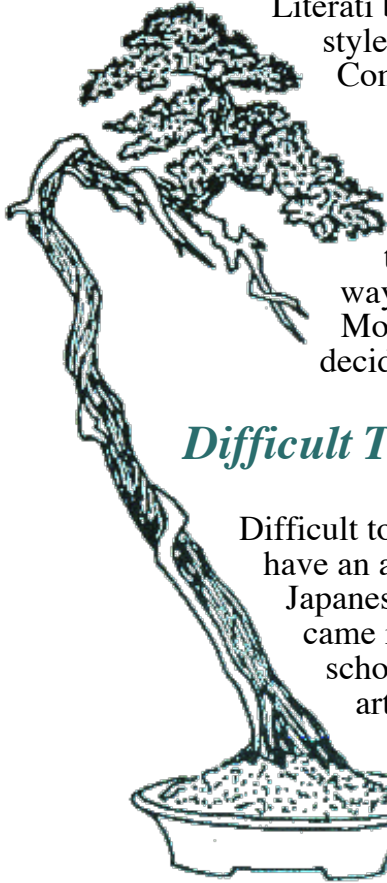 Literati
style
Con
way
Mo
decid
Difficult T
Difficult to
have an a
Japanes
came
scho
art